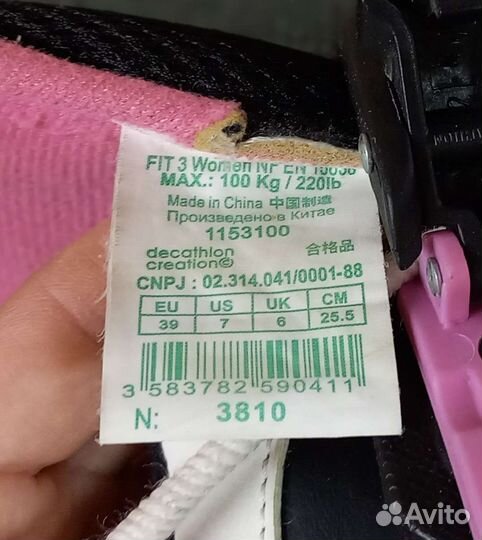 FIT 3 Women NP EN
MAX.: 100 Kg / 220lb
Made in China 中国制造
Произведено в Китае
1153100
decathlon 合格品
creation©
CNPJ : 02.314.041/0001-88
EU US UK CM
39 7 6 25.5
3 583782 590411
N: 3810
Avito